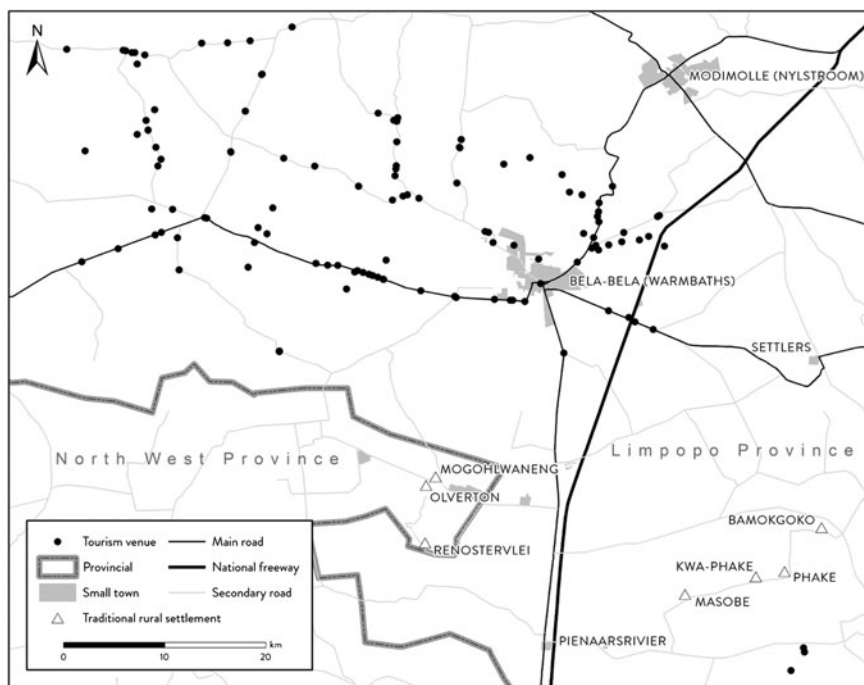 N
MODIMOLLE (NYLSTROOM)
BELA-BELA (WARMBATHS)
SETTLERS
North West Province
Limpopo Province
MOGOHLWANENG
OLVERTON
BAMOKGOKO
RENOSTERVLEI
KWA-PHAKE
PHAKE
MASOBE
PIENAARSRIVIER
Tourism venue
Main road
Provincial
National freeway
Small town
Secondary road
Traditional rural settlement
km
0 10 20